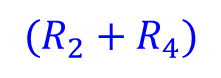 (R₂ + R₄)